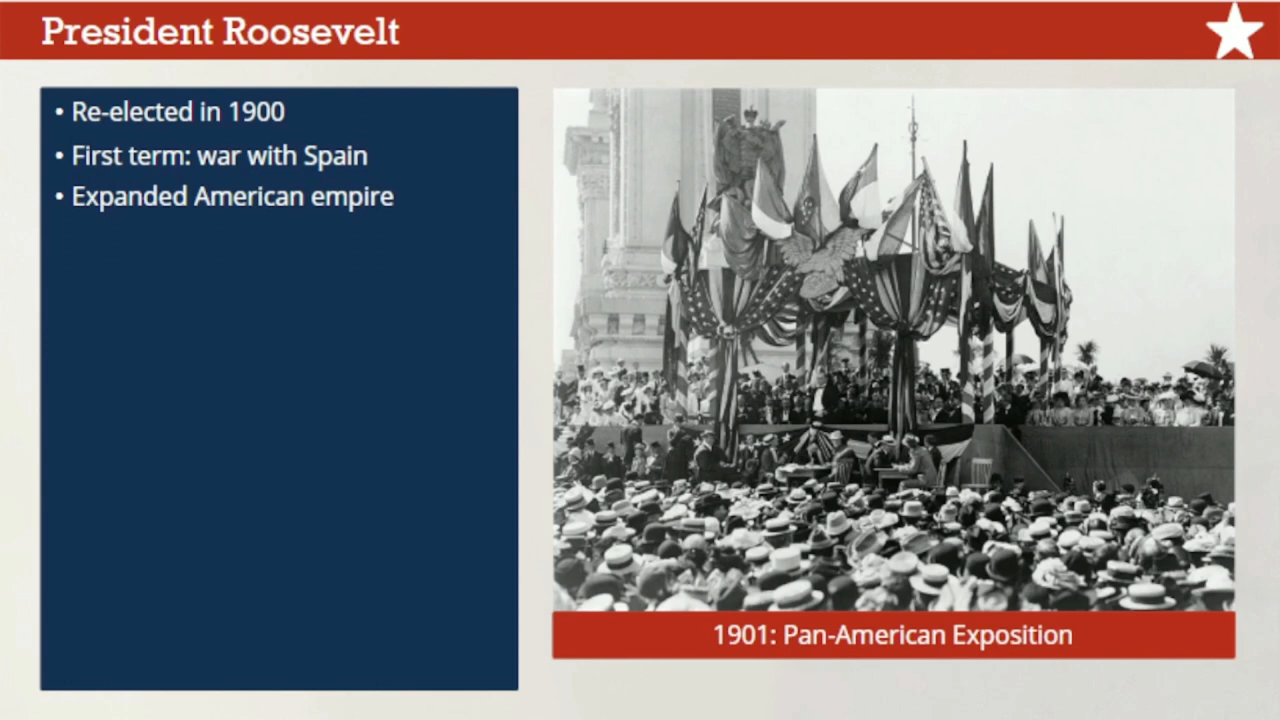 President Roosevelt
• Re-elected in 1900
• First term: war with Spain
• Expanded American empire
1901: Pan-American Exposition